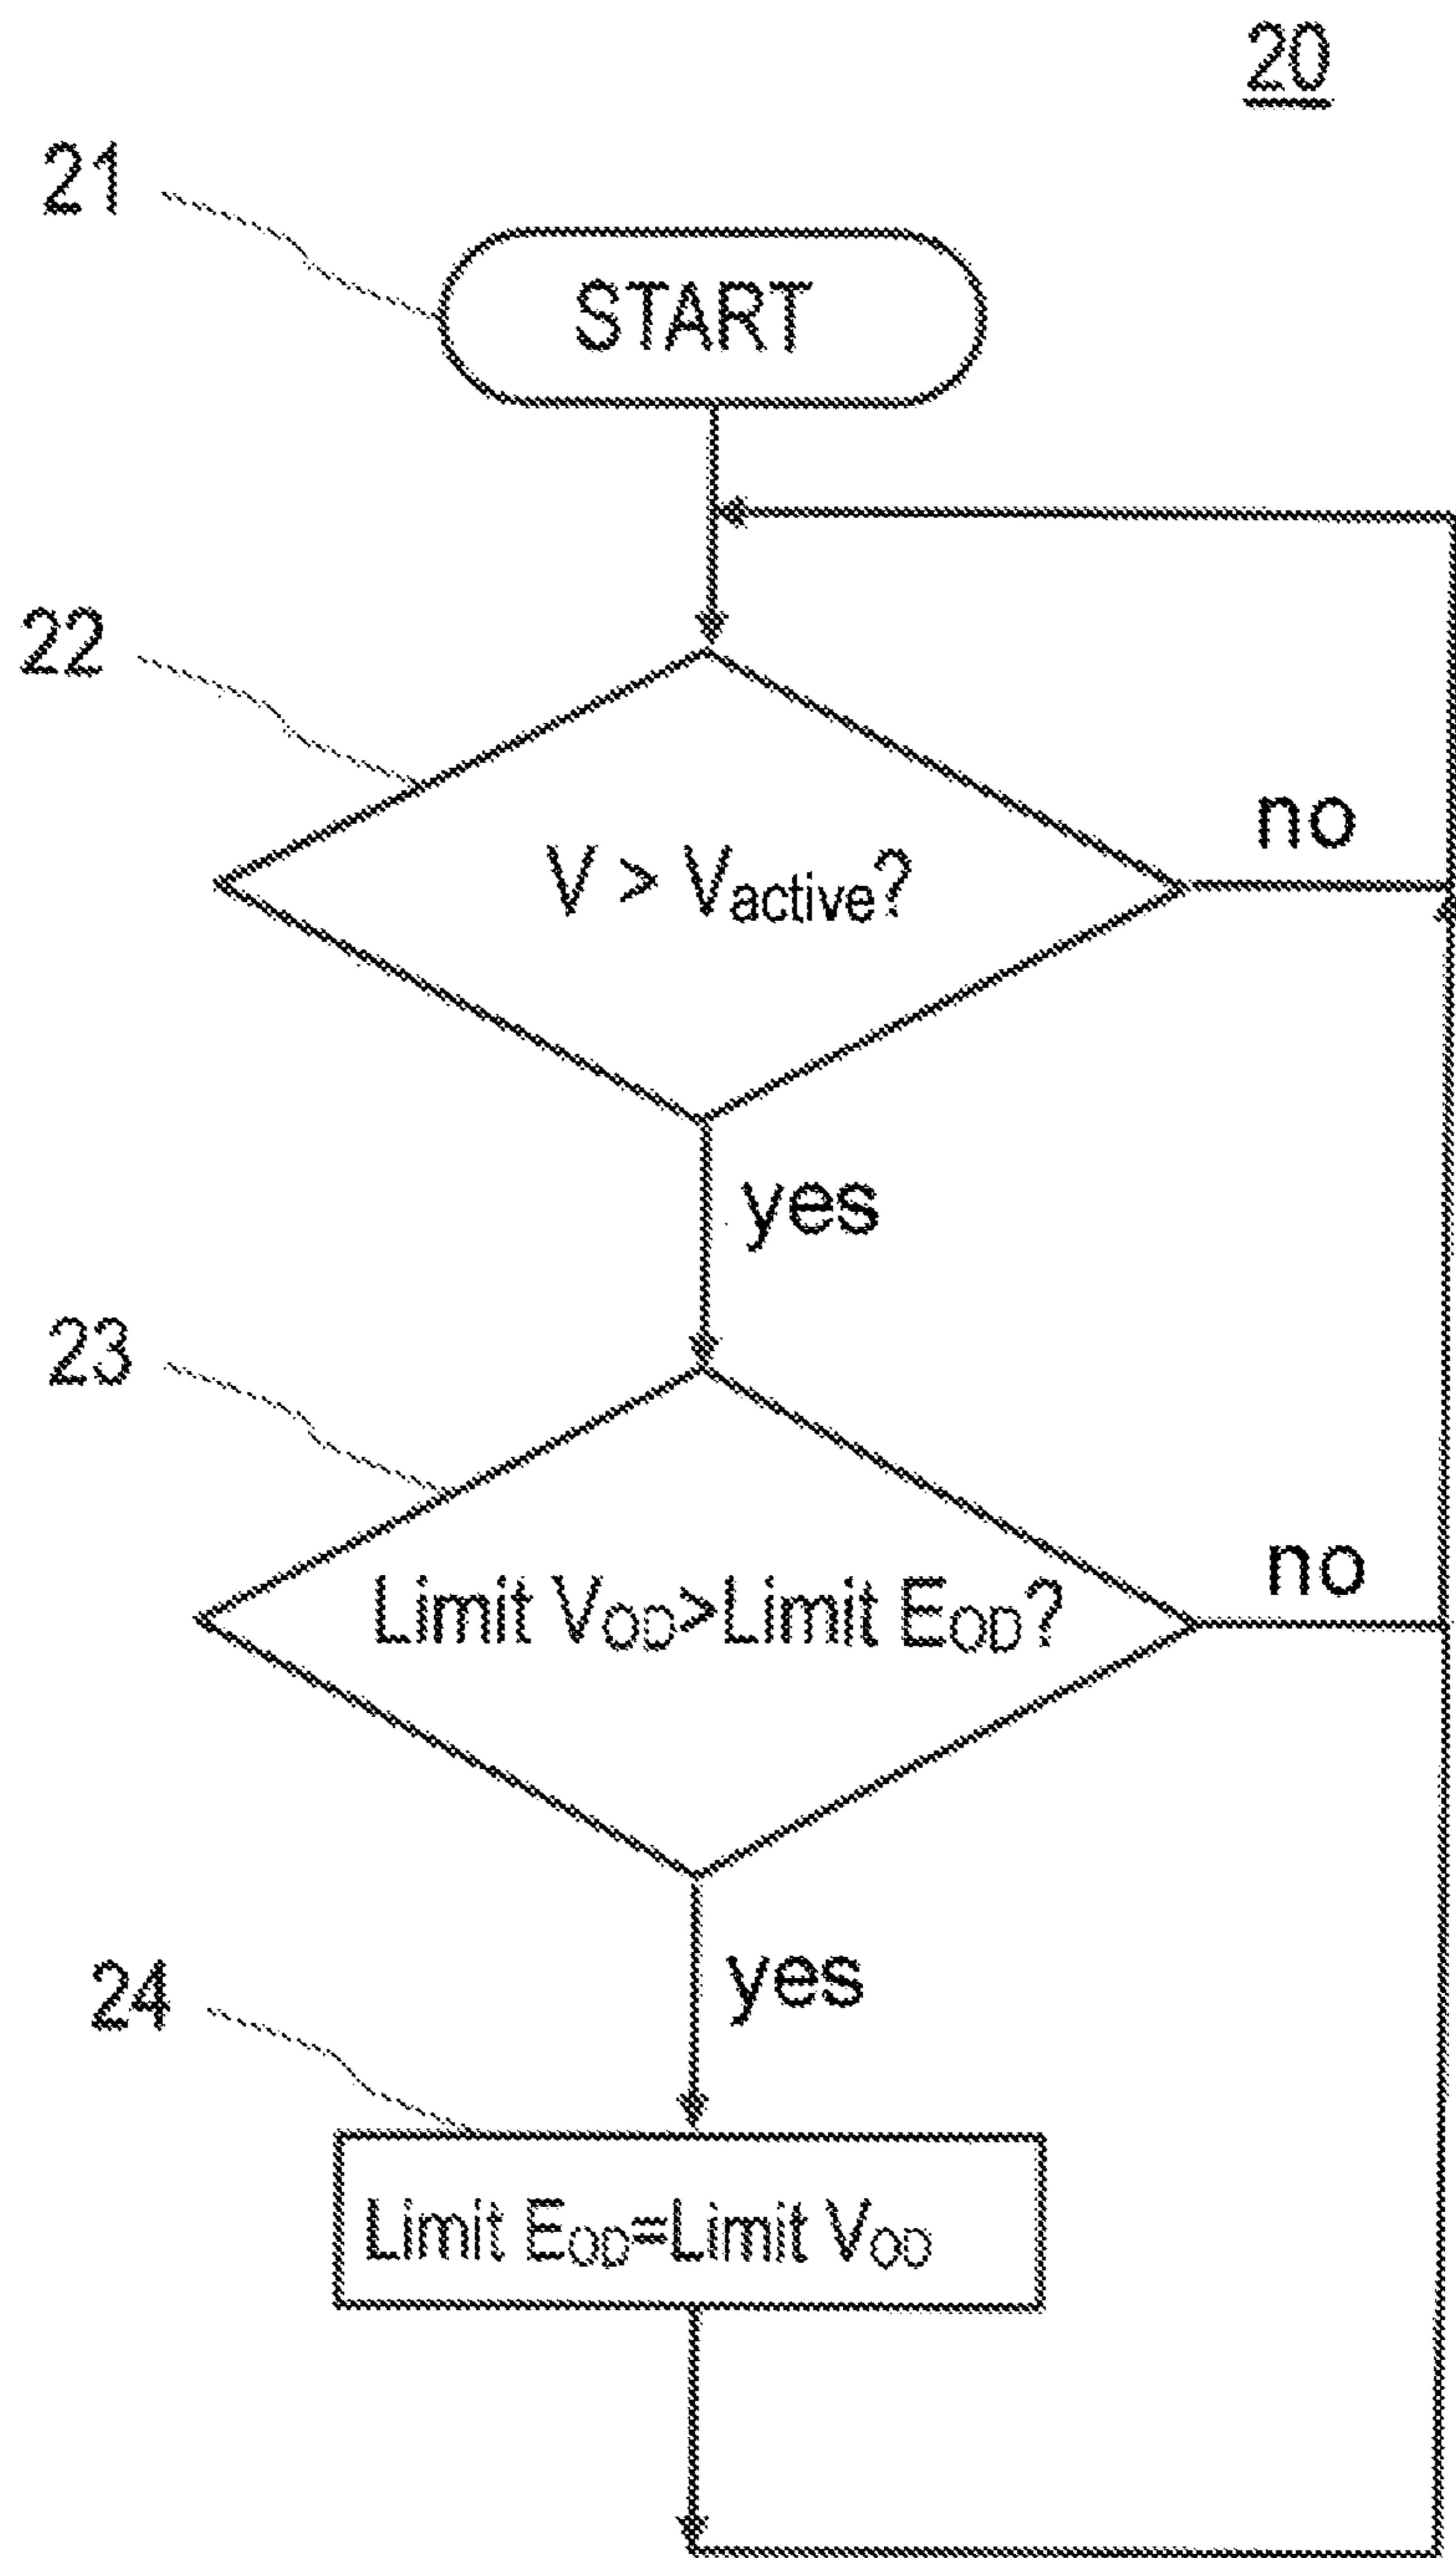 20
21
START
22
V > Vactive?
no
yes
23
Limit VOD>Limit EOD?
no
yes
24
Limit EOD=Limit VOD